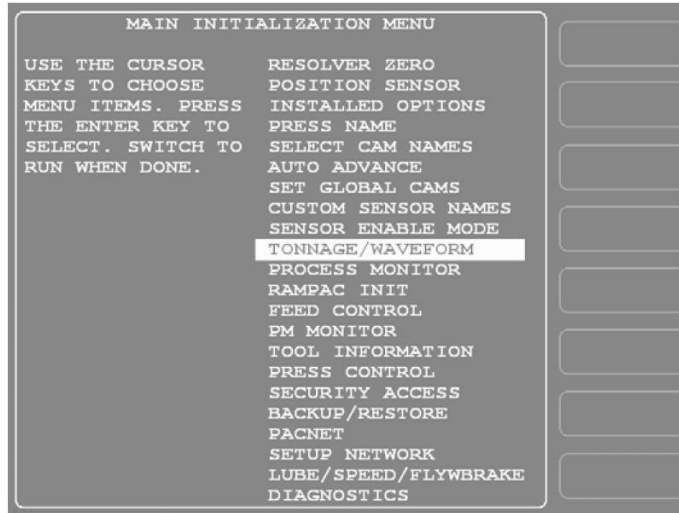 MAIN INITIALIZATION MENU
USE THE CURSOR
KEYS TO CHOOSE
MENU ITEMS. PRESS
THE ENTER KEY TO
SELECT. SWITCH TO
RUN WHEN DONE.
RESOLVER ZERO
POSITION SENSOR
INSTALLED OPTIONS
PRESS NAME
SELECT CAM NAMES
AUTO ADVANCE
SET GLOBAL CAMS
CUSTOM SENSOR NAMES
SENSOR ENABLE MODE
TONNAGE/WAVEFORM
PROCESS MONITOR
RAMPAC INIT
FEED CONTROL
PM MONITOR
TOOL INFORMATION
PRESS CONTROL
SECURITY ACCESS
BACKUP/RESTORE
PACNET
SETUP NETWORK
LUBE/SPEED/FLYWBRAKE
DIAGNOSTICS